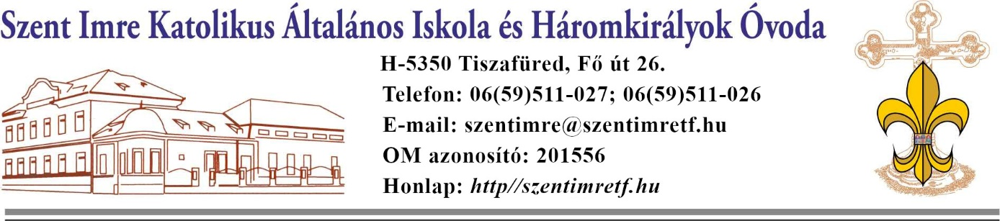 Szent Imre Katolikus Általános Iskola és Háromkirályok Óvoda
H-5350 Tiszafüred, Fő út 26.
Telefon: 06(59)511-027; 06(59)511-026
E-mail: szentimre@szentimretf.hu
OM azonosító: 201556
Honlap: http//szentimretf.hu